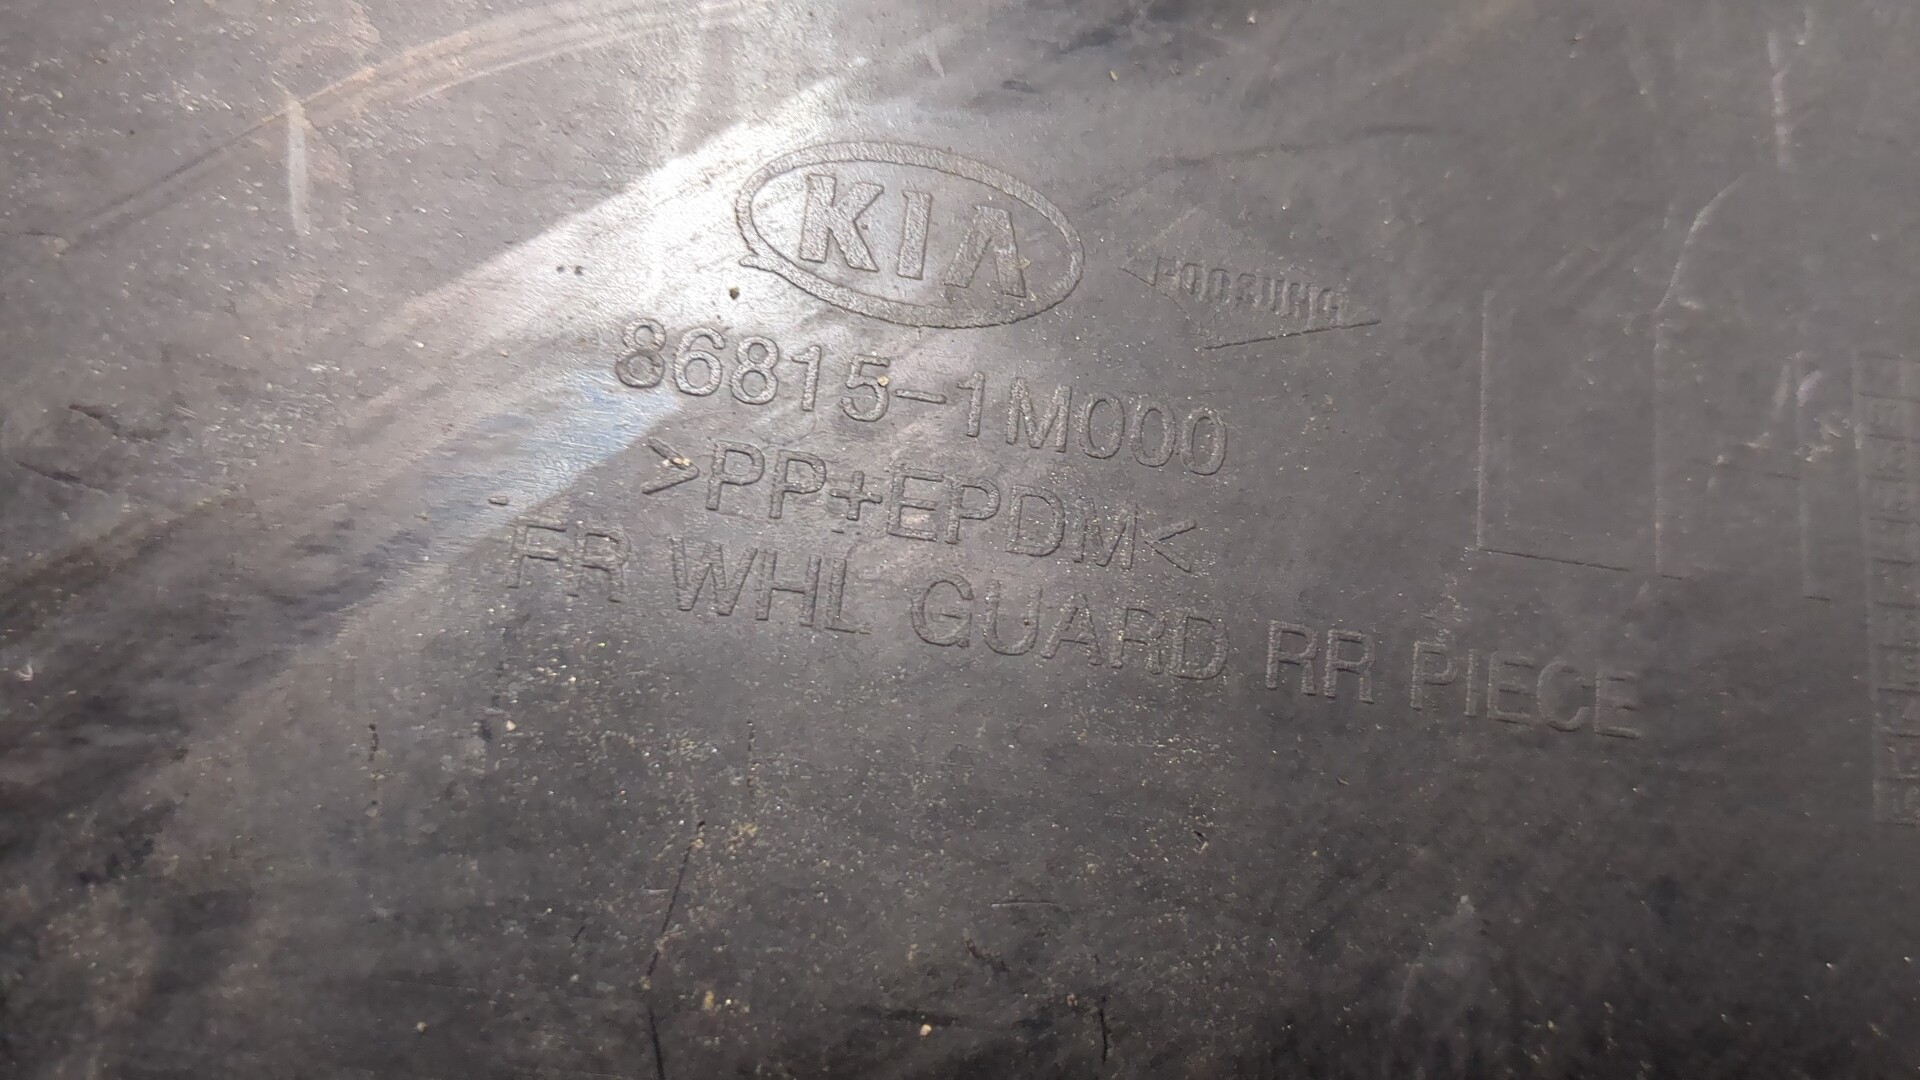 KIA
86815-1M000
>PP+EPDM<
FR WHL GUARD RR PIECE